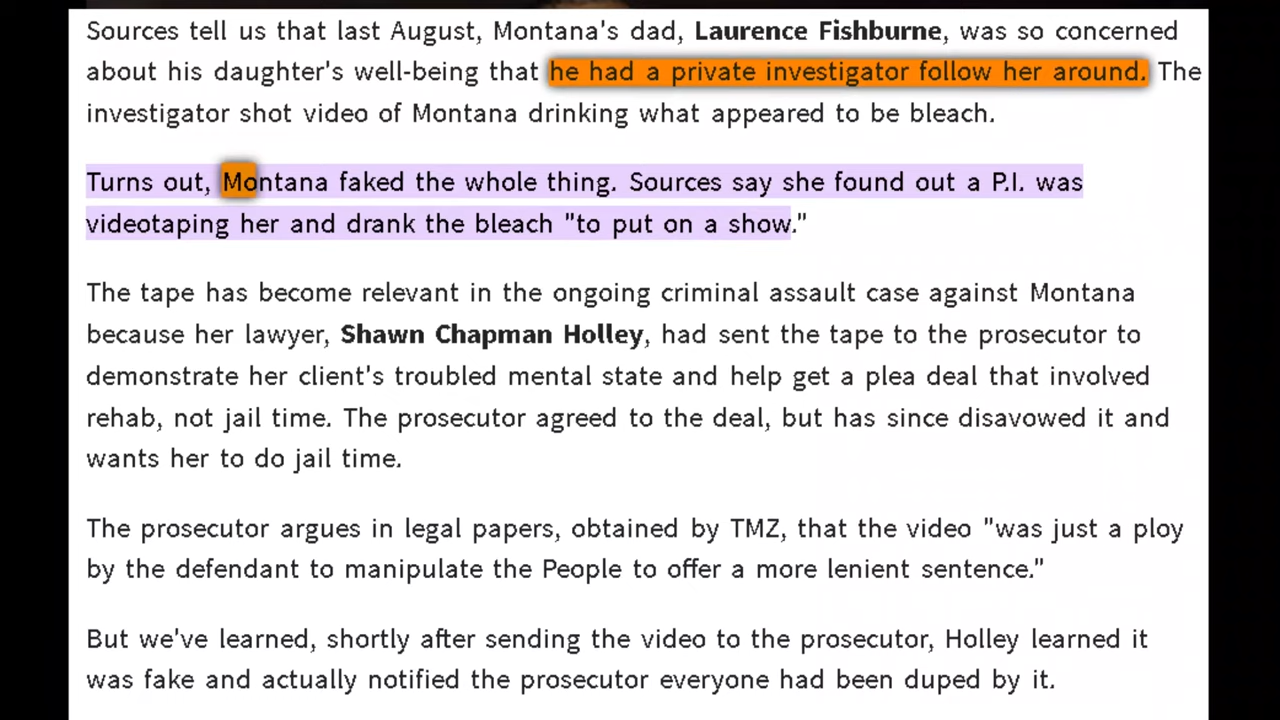 Sources tell us that last August, Montana's dad, Laurence Fishburne, was so concerned
about his daughter's well-being that he had a private investigator follow her around. The
investigator shot video of Montana drinking what appeared to be bleach.
Turns out, Montana faked the whole thing. Sources say she found out a P.I. was
videotaping her and drank the bleach "to put on a show."
The tape has become relevant in the ongoing criminal assault case against Montana
because her lawyer, Shawn Chapman Holley, had sent the tape to the prosecutor to
demonstrate her client's troubled mental state and help get a plea deal that involved
rehab, not jail time. The prosecutor agreed to the deal, but has since disavowed it and
wants her to do jail time.
The prosecutor argues in legal papers, obtained by TMZ, that the video "was just a ploy
by the defendant to manipulate the People to offer a more lenient sentence."
But we've learned, shortly after sending the video to the prosecutor, Holley learned it
was fake and actually notified the prosecutor everyone had been duped by it.